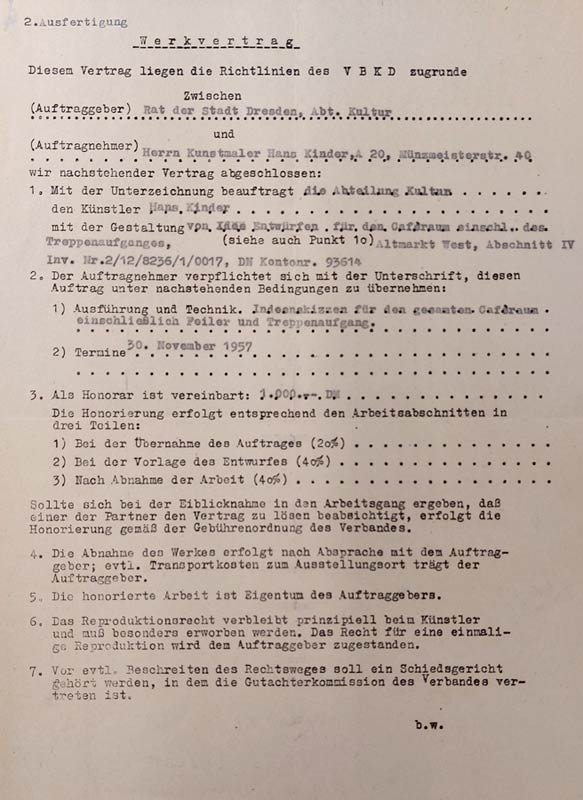 2.Ausfertigung
Werkvertrag
Diesem Vertrag liegen die Richtlinien des V B K D zugrunde
Zwischen
(Auftraggeber) Rat der Stadt Dresden, Abt. Kultur
und
(Auftragnehmer) Herrn Kunstmaler Hans Kinder,A 20, Münzmeisterstr. 40
wir nachstehender Vertrag abgeschlossen:
1. Mit der Unterzeichnung beauftragt die Abteilung Kultur
den Künstler Hans Kinder
mit der Gestaltung von Entwürfen für den Caféraum einschl. des
Treppenaufganges, (siehe auch Punkt 10) Altmarkt West, Abschnitt IV
Inv. Nr.2/12/8236/1/0017, DN Kontonr. 93614
2. Der Auftragnehmer verpflichtet sich mit der Unterschrift, diesen
Auftrag unter nachstehenden Bedingungen zu übernehmen:
1) Ausführung und Technik. Ideenskizzen für den gesamten Caféraum
einschließlich Feiler und Treppenaufgang.
2) Termine 30. November 1957
3. Als Honorar ist vereinbart: 1.000.-- DM
Die Honorierung erfolgt entsprechend den Arbeitsabschnitten in
drei Teilen:
1) Bei der Übernahme des Auftrages (20%)
2) Bei der Vorlage des Entwurfes (40%)
3) Nach Abnahme der Arbeit (40%)
Sollte sich bei der Eiblicknahme in den Arbeitsgang ergeben, daß
einer der Partner den Vertrag zu lösen beabsichtigt, erfolgt die
Honorierung gemäß der Gebührenordnung des Verbandes.
4. Die Abnahme des Werkes erfolgt nach Absprache mit dem Auftrag-
geber; evtl. Transportkosten zum Ausstellungsort trägt der
Auftraggeber.
5. Die honorierte Arbeit ist Eigentum des Auftraggebers.
6. Das Reproduktionsrecht verbleibt prinzipiell beim Künstler
und muß besonders erworben werden. Das Recht für eine einmali-
ge Reproduktion wird dem Auftraggeber zugestanden.
7. Vor evtl. Beschreiten des Rechtsweges soll ein Schiedsgericht
gehört werden, in dem die Gutachterkommission des Verbandes ver-
treten ist.
b.w.